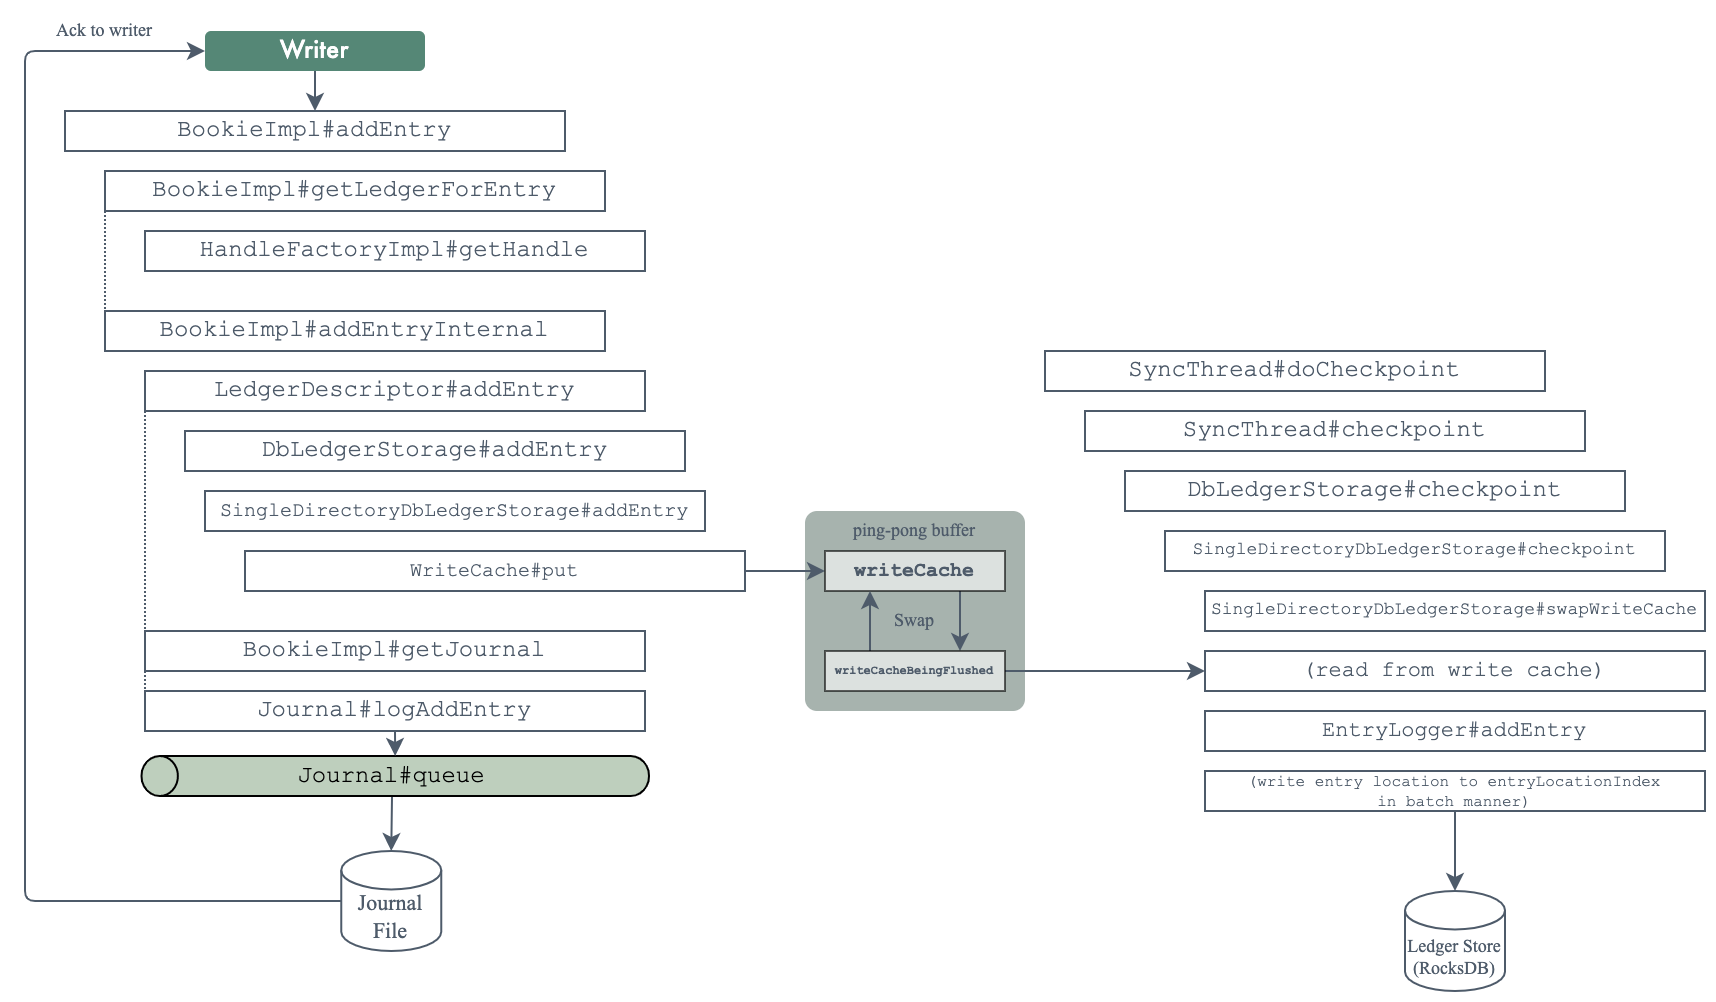 Ack to writer
Writer
BookieImpl#addEntry
BookieImpl#getLedgerForEntry
HandleFactoryImpl#getHandle
BookieImpl#addEntryInternal
LedgerDescriptor#addEntry
DbLedgerStorage#addEntry
SingleDirectoryDbLedgerStorage#addEntry
WriteCache#put
BookieImpl#getJournal
Journal#logAddEntry
Journal#queue
Journal
File
ping-pong buffer
writeCache
Swap
writeCacheBeingFlushed
SyncThread#doCheckpoint
SyncThread#checkpoint
DbLedgerStorage#checkpoint
SingleDirectoryDbLedgerStorage#checkpoint
SingleDirectoryDbLedgerStorage#swapWriteCache
(read from write cache)
EntryLogger#addEntry
(write entry location to entryLocationIndex
in batch manner)
Ledger Store
(RocksDB)